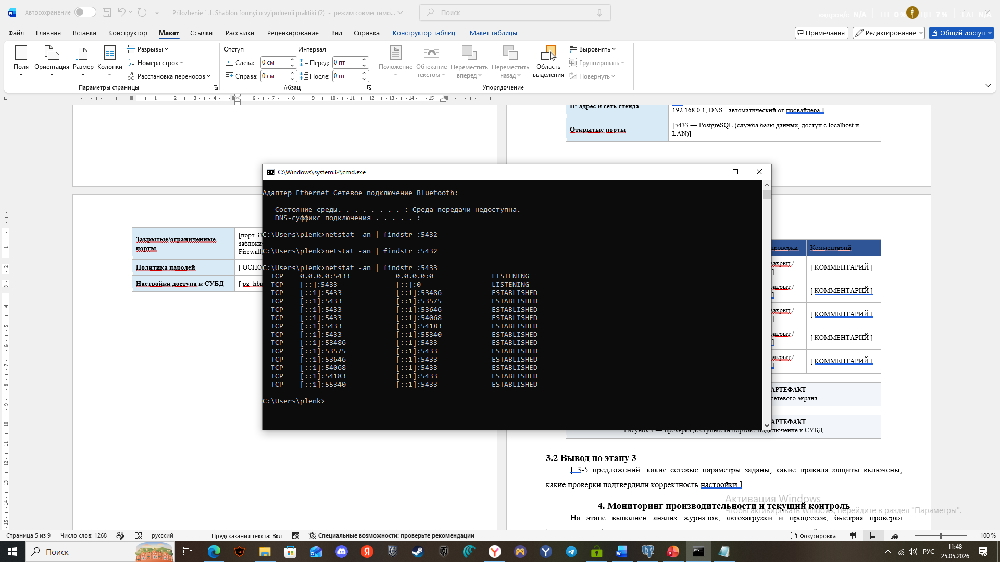 Автосохранение
Prilozhenie 1.1. Shablon formyi o vyipolnenii praktiki (2) - режим совместимо...
Поиск
кадров/с N/A ГП 0 % ЦП 7 % LAT N/A
Файл Главная Вставка Конструктор Макет Ссылки Рассылки Рецензирование Вид Справка Конструктор таблиц Макет таблицы
Примечания Редактирование Общий доступ
Поля Ориентация Размер Колонки
Разрывы
Номера строк
Расстановка переносов
Параметры страницы
Отступ Интервал
Слева: 0 см Перед: 0 пт
Справа: 0 см После: 0 пт
Абзац
Положение
Обтекание текстом
Переместить вперед
Переместить назад
Область выделения
Выровнять
Группировать
Повернуть
Упорядочение
IP-адрес и сеть стенда
192.168.0.1, DNS - автоматический от провайдера ]
Открытые порты
[5433 — PostgreSQL (служба базы данных, доступ с localhost и
LAN)]
Закрытые/ограниченные
порты
[порт 33
заблоки
Firewall
Политика паролей
[ ОСНО
Настройки доступа к СУБД
[ pg_hba
C:\Windows\system32\cmd.exe
Адаптер Ethernet Сетевое подключение Bluetooth:
Состояние среды. . . . . . . . : Среда передачи недоступна.
DNS-суффикс подключения . . . . . :
C:\Users\plenk>netstat -an | findstr :5432
C:\Users\plenk>netstat -an | findstr :5432
C:\Users\plenk>netstat -an | findstr :5433
TCP 0.0.0.0:5433 0.0.0.0:0 LISTENING
TCP [::]:5433 [::]:0 LISTENING
TCP [::1]:5433 [::1]:53486 ESTABLISHED
TCP [::1]:5433 [::1]:53575 ESTABLISHED
TCP [::1]:5433 [::1]:53646 ESTABLISHED
TCP [::1]:5433 [::1]:54068 ESTABLISHED
TCP [::1]:5433 [::1]:54183 ESTABLISHED
TCP [::1]:5433 [::1]:55340 ESTABLISHED
TCP [::1]:53486 [::1]:5433 ESTABLISHED
TCP [::1]:53575 [::1]:5433 ESTABLISHED
TCP [::1]:53646 [::1]:5433 ESTABLISHED
TCP [::1]:54068 [::1]:5433 ESTABLISHED
TCP [::1]:54183 [::1]:5433 ESTABLISHED
TCP [::1]:55340 [::1]:5433 ESTABLISHED
C:\Users\plenk>
проверки Комментарий
закрыт / [ КОММЕНТАРИЙ ]
закрыт / [ КОММЕНТАРИЙ ]
закрыт / [ КОММЕНТАРИЙ ]
закрыт / [ КОММЕНТАРИЙ ]
закрыт / [ КОММЕНТАРИЙ ]
АРТЕФАКТ
сетевого экрана
АРТЕФАКТ
Рисунок 4 — проверка доступности портов / подключение к СУБД
3.2 Вывод по этапу 3
[ 3-5 предложений: какие сетевые параметры заданы, какие правила защиты включены,
какие проверки подтвердили корректность настройки ]
4. Мониторинг производительности и текущий контроль
На этапе выполнен анализ журналов, автозагрузки и процессов, быстрая проверка
Активация Windows
Чтобы активировать Windows, перейдите в раздел "Параметры".
Страница 5 из 9 Число слов: 1268 русский Предсказания текста: Вкл Специальные возможности: проверьте рекомендации Фокусировка 100 %
Поиск
РУС
11:48
25.05.2026